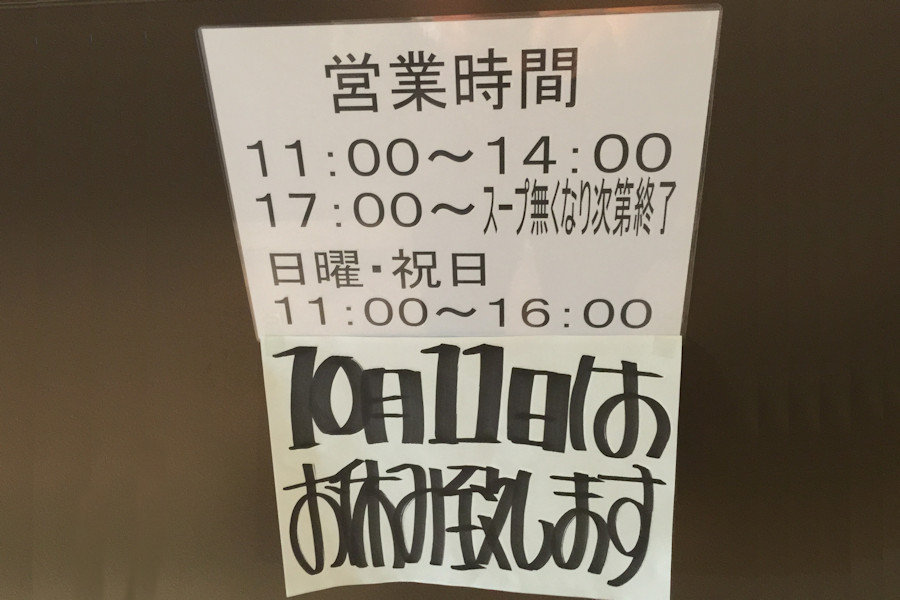 営業時間
11:00～14:00
17:00～スープ無くなり次第終了
日曜・祝日
11:00～16:00
10月11日は
お休み致します